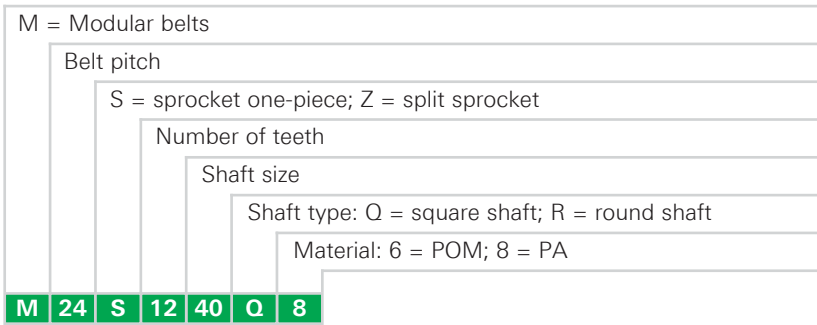 M = Modular belts
Belt pitch
S = sprocket one-piece; Z = split sprocket
Number of teeth
Shaft size
Shaft type: Q = square shaft; R = round shaft
Material: 6 = POM; 8 = PA
M 24 S 12 40 Q 8